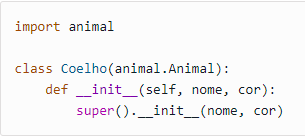 import animal

class Coelho(animal.Animal):
    def __init__(self, nome, cor):
        super().__init__(nome, cor)